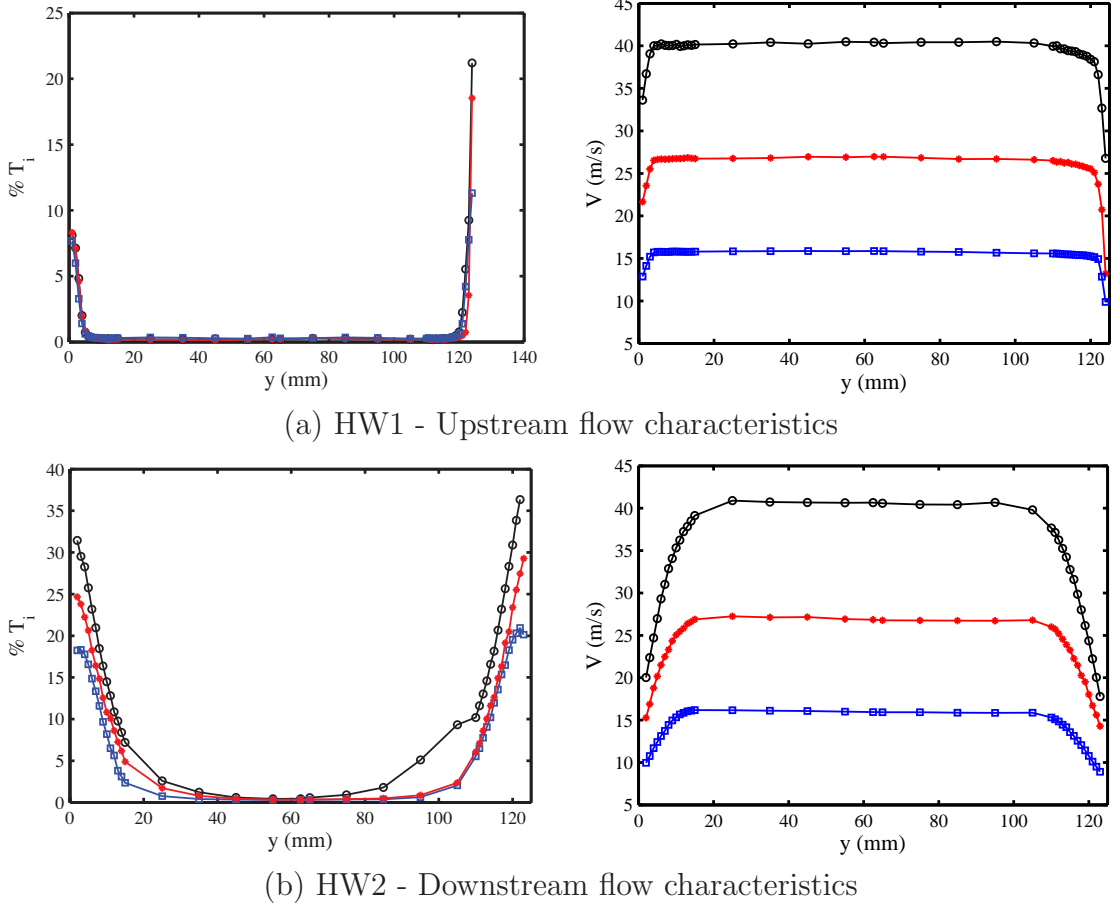 25
20
15
10
5
0
% T_i
0 20 40 60 80 100 120 140
y (mm)
45
40
35
30
25
20
15
10
5
V (m/s)
0 20 40 60 80 100 120
y (mm)
(a) HW1 - Upstream flow characteristics
40
35
30
25
20
15
10
5
0
% T_i
0 20 40 60 80 100 120
y (mm)
45
40
35
30
25
20
15
10
5
V (m/s)
0 20 40 60 80 100 120
y (mm)
(b) HW2 - Downstream flow characteristics